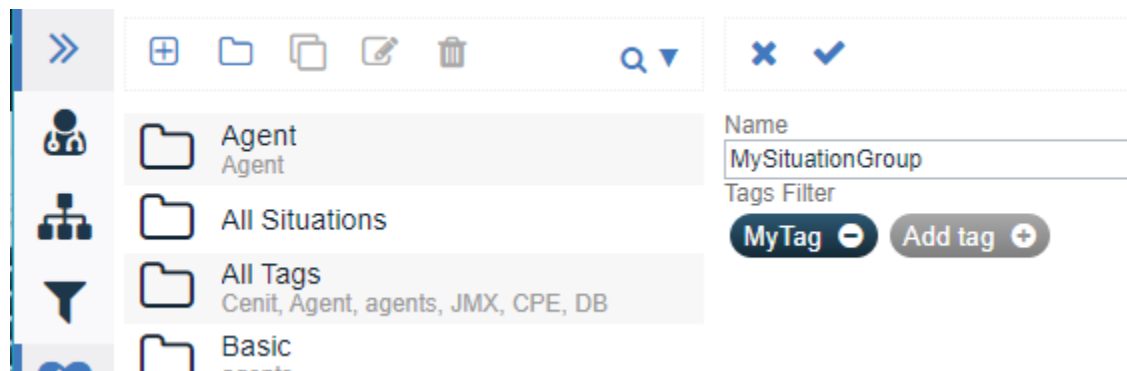 Agent
Agent
All Situations
All Tags
Cenit, Agent, agents, JMX, CPE, DB
Basic
Name
MySituationGroup
Tags Filter
MyTag
Add tag